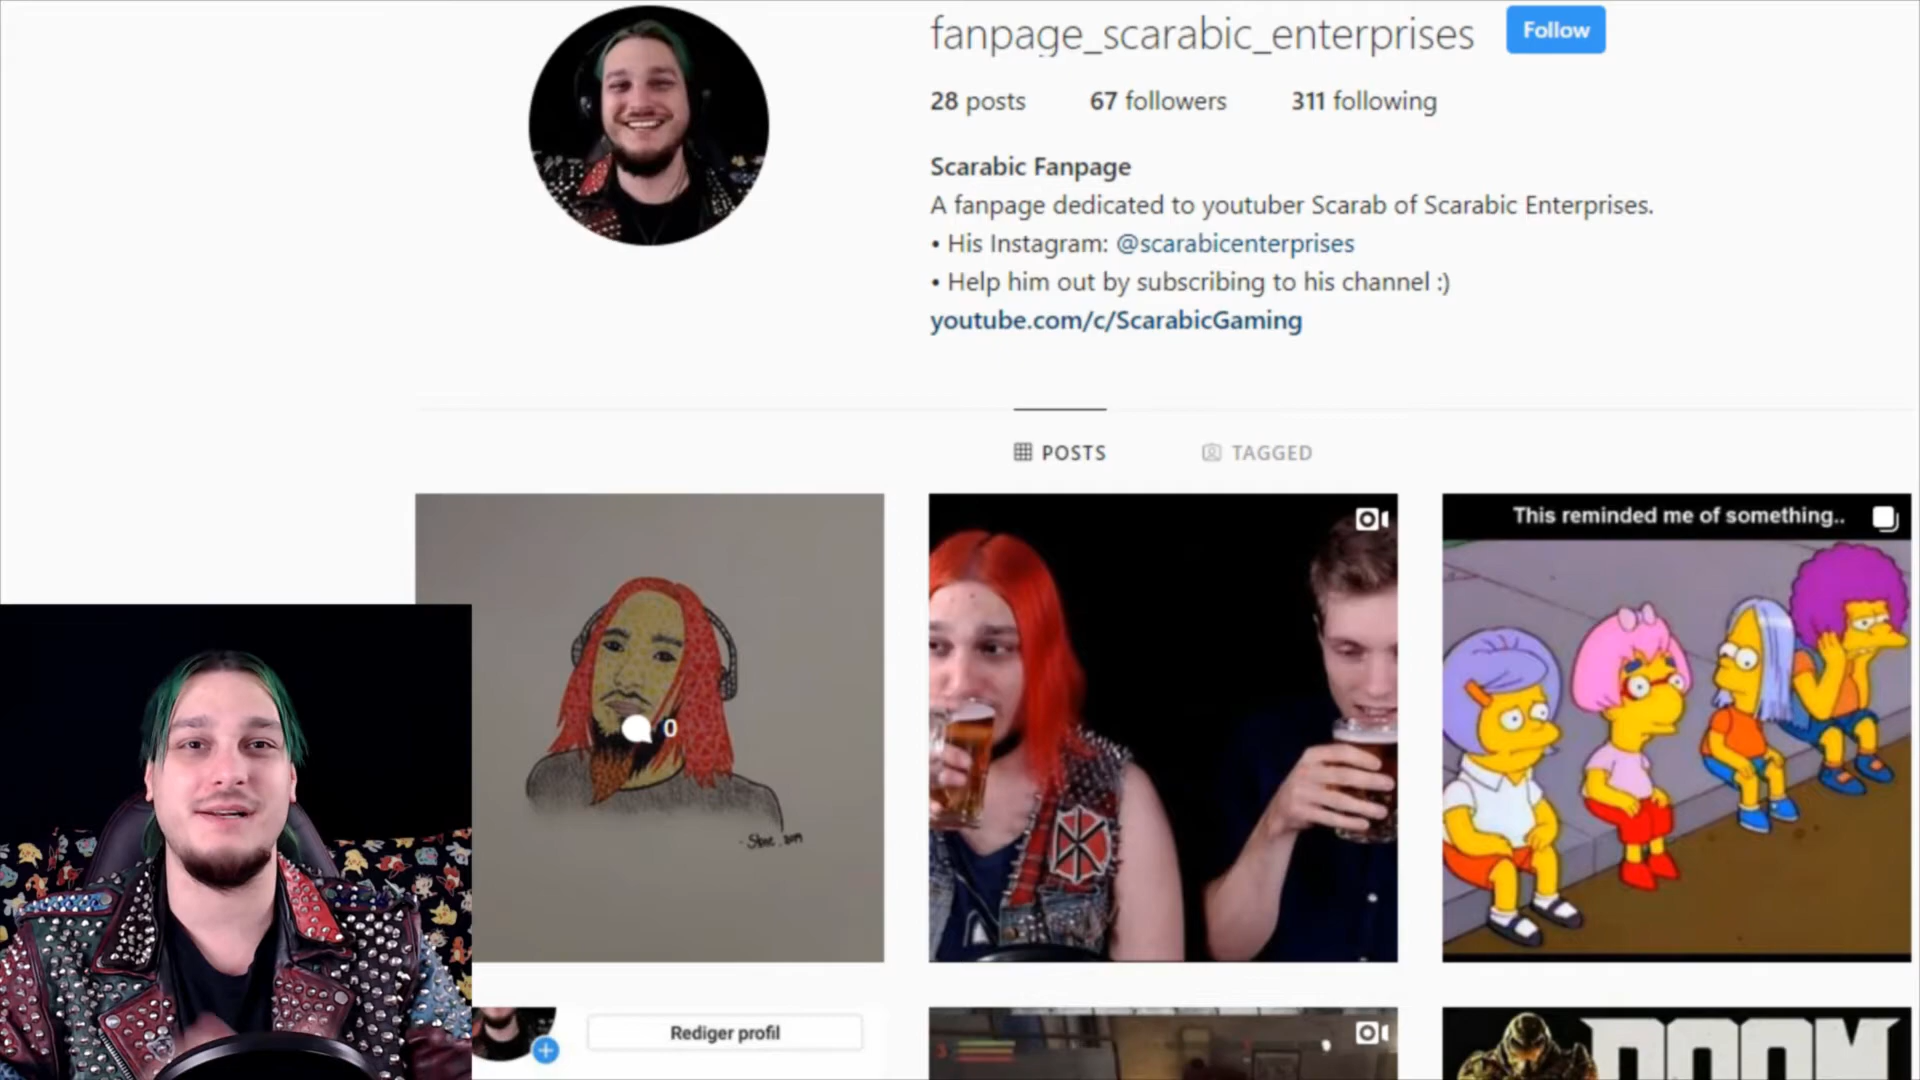 fanpage_scarabic_enterprises
Follow
28 posts
67 followers
311 following
Scarabic Fanpage
A fanpage dedicated to youtuber Scarab of Scarabic Enterprises.
• His Instagram: @scarabicenterprises
• Help him out by subscribing to his channel :)
youtube.com/c/ScarabicGaming
POSTS
TAGGED
This reminded me of something..
0
Rediger profil
3
DOOM